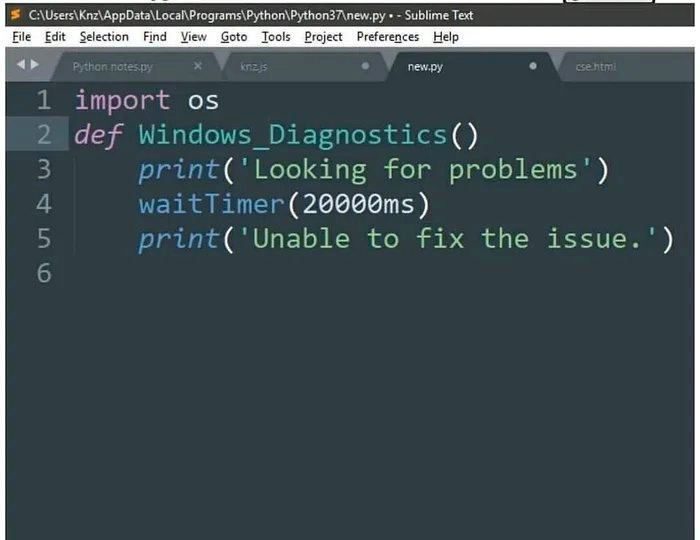 C:\Users\Knz\AppData\Local\Programs\Python\Python37\new.py • - Sublime Text
File Edit Selection Find View Goto Tools Project Preferences Help
Python notes.py × knz.js new.py cse.html
1 import os
2 def Windows_Diagnostics()
3 print('Looking for problems')
4 waitTimer(20000ms)
5 print('Unable to fix the issue.')
6